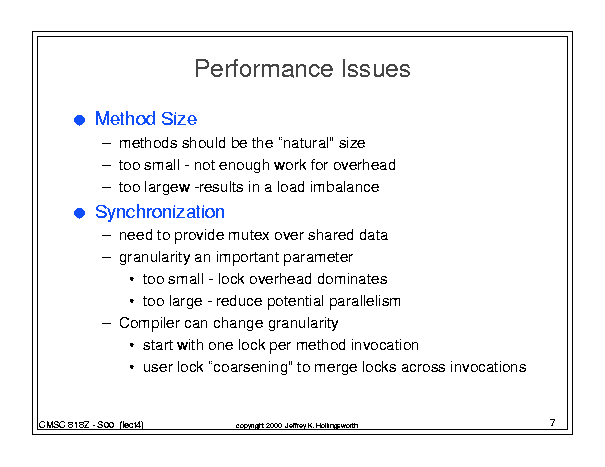 Performance Issues
● Method Size
– methods should be the "natural" size
– too small - not enough work for overhead
– too largew -results in a load imbalance
● Synchronization
– need to provide mutex over shared data
– granularity an important parameter
• too small - lock overhead dominates
• too large - reduce potential parallelism
– Compiler can change granularity
• start with one lock per method invocation
• user lock "coarsening" to merge locks across invocations
CMSC 818Z - S00 (lect4)
copyright 2000 Jeffrey K. Hollingsworth
7